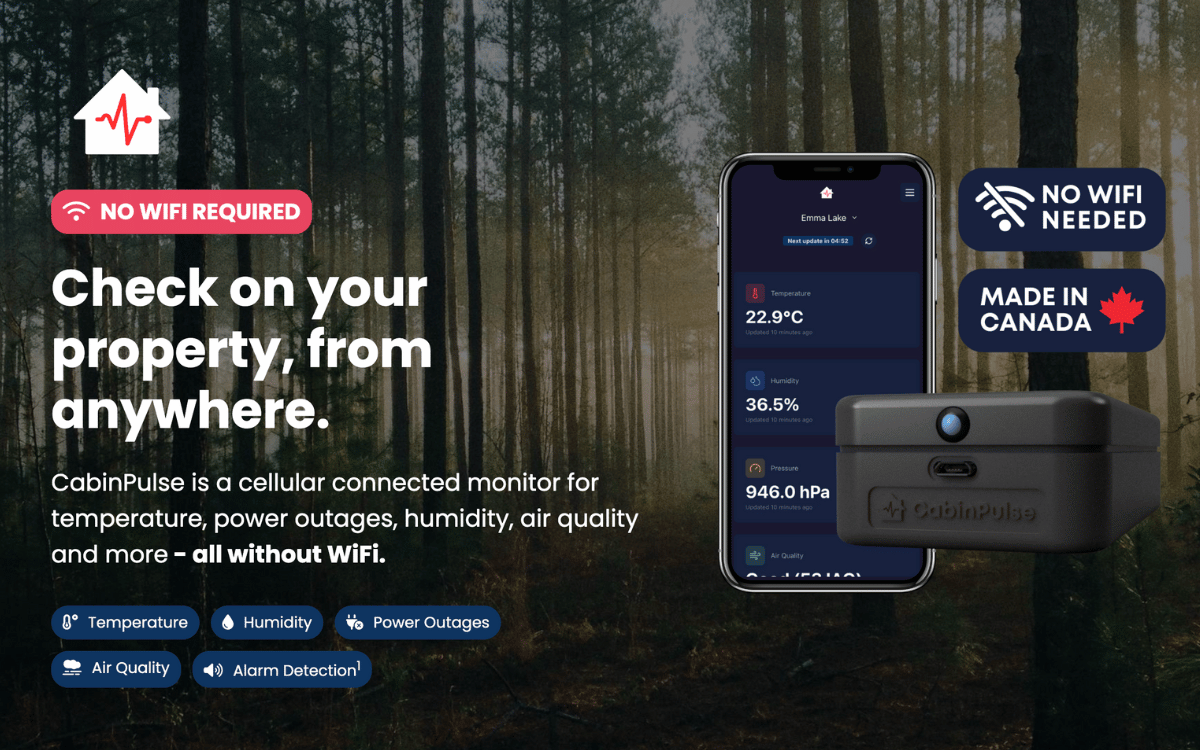 NO WIFI REQUIRED
Check on your
property, from
anywhere.
CabinPulse is a cellular connected monitor for
temperature, power outages, humidity, air quality
and more – all without WiFi.
Temperature
Humidity
Power Outages
Air Quality
Alarm Detection¹
Emma Lake
Next update in 04:52
Temperature
22.9°C
Updated 10 minutes ago
Humidity
36.5%
Updated 10 minutes ago
Pressure
946.0 hPa
Updated 10 minutes ago
Air Quality
NO WIFI
NEEDED
MADE IN
CANADA
CabinPulse